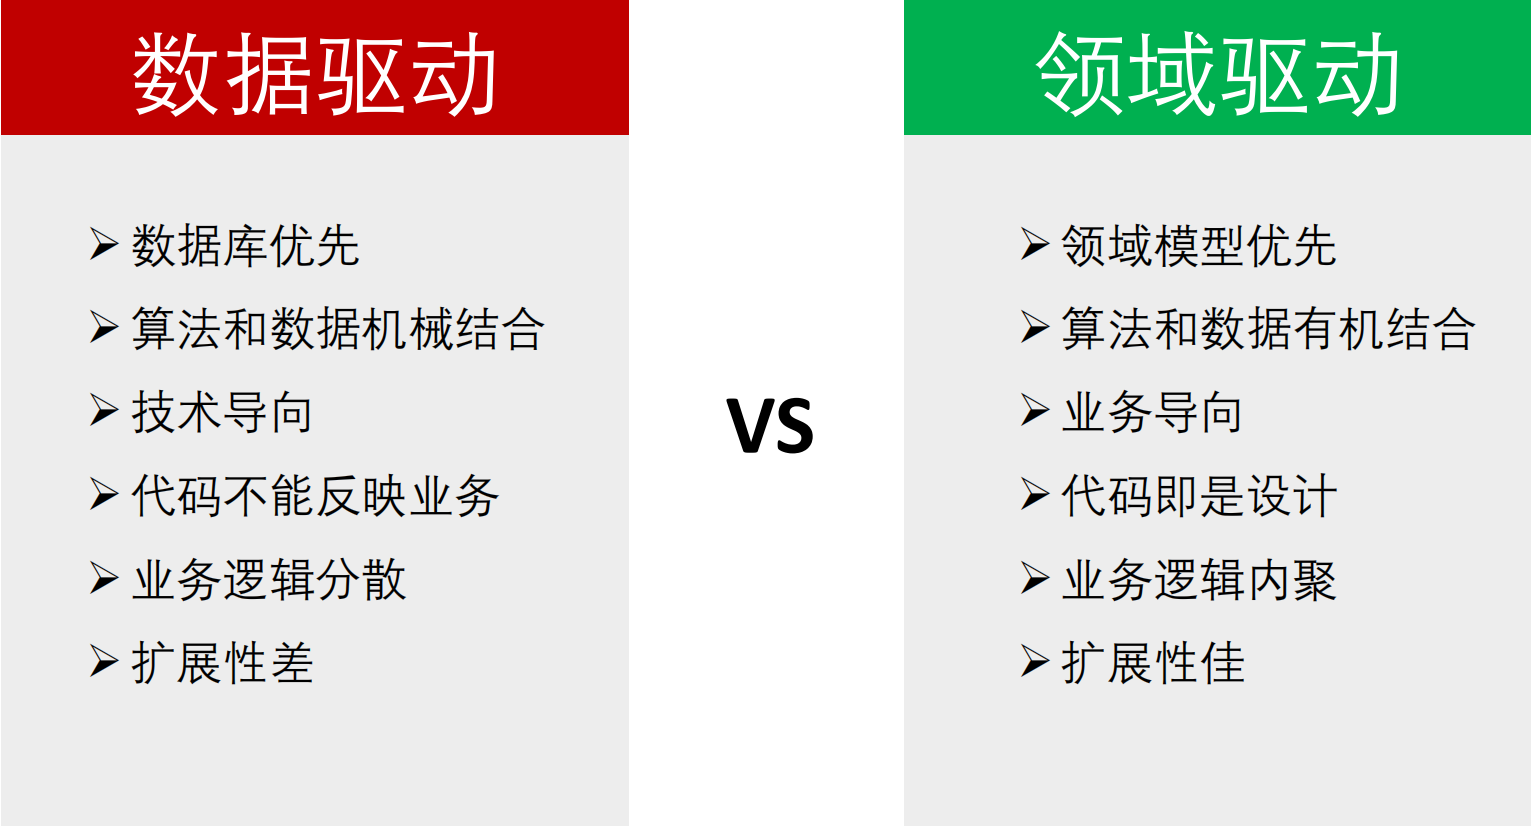 数据驱动
数据库优先
算法和数据机械结合
技术导向
代码不能反映业务
业务逻辑分散
扩展性差
VS
领域驱动
领域模型优先
算法和数据有机结合
业务导向
代码即是设计
业务逻辑内聚
扩展性佳